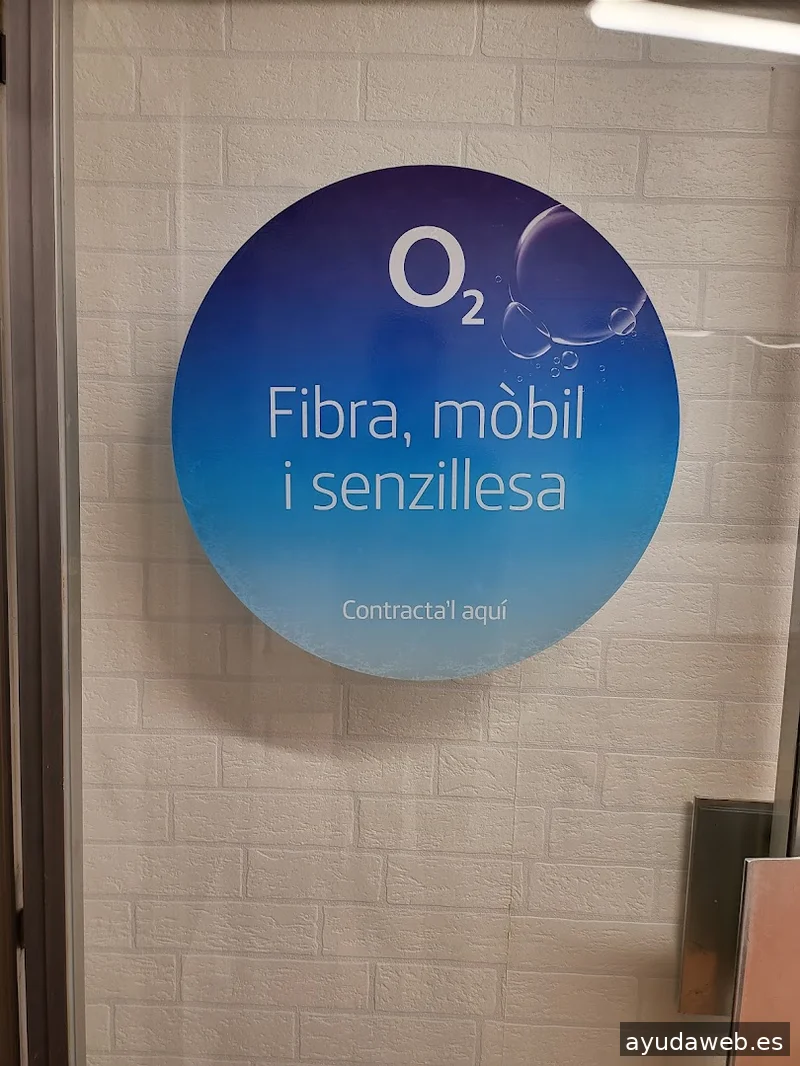 O2
Fibra, mòbil
i senzillesa
Contracta'l aquí
ayudaweb.es